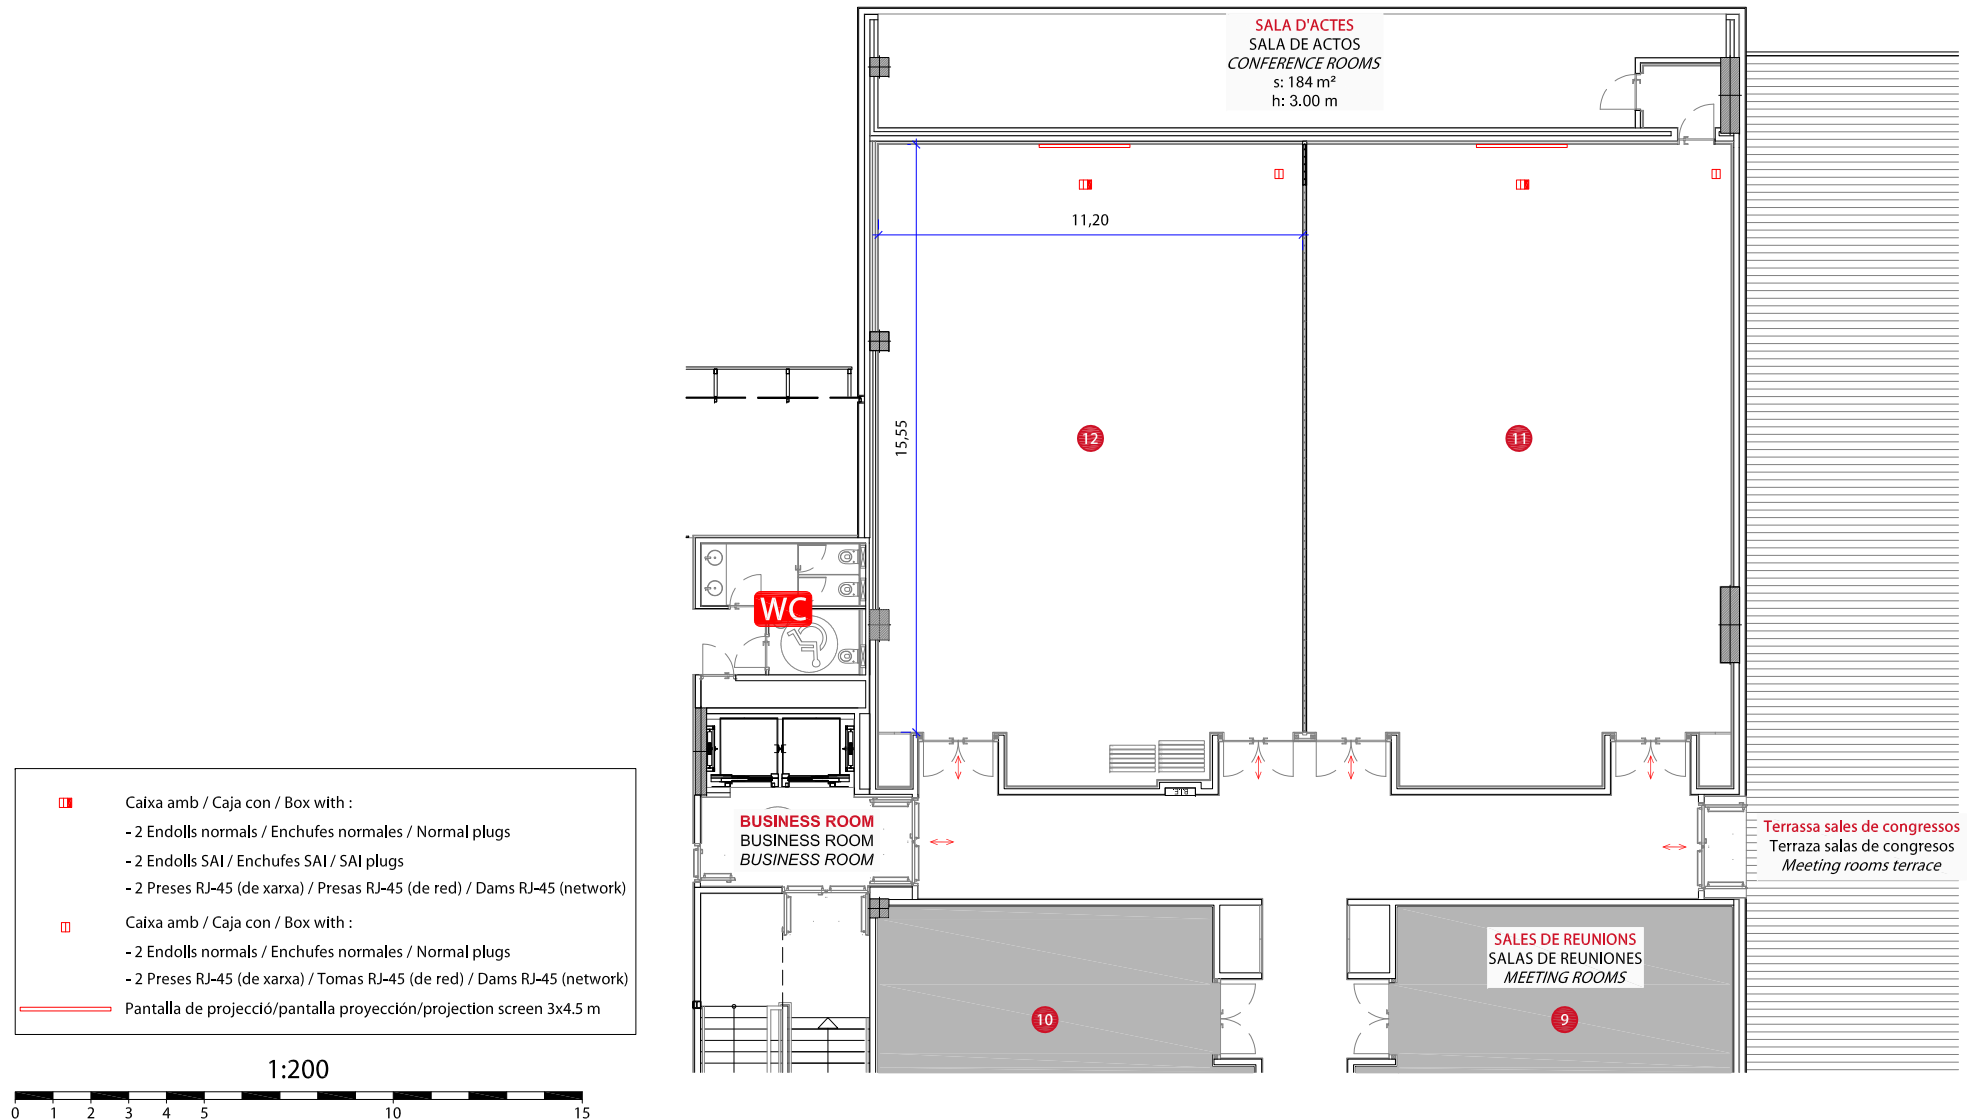 SALA D'ACTES
SALA DE ACTOS
CONFERENCE ROOMS
s: 184 m²
h: 3.00 m
11,20
15,55
12
11
WC
BUSINESS ROOM
BUSINESS ROOM
BUSINESS ROOM
B.I.E.
Terrassa sales de congressos
Terraza salas de congresos
Meeting rooms terrace
SALES DE REUNIONS
SALAS DE REUNIONES
MEETING ROOMS
10
9
Caixa amb / Caja con / Box with :
- 2 Endolls normals / Enchufes normales / Normal plugs
- 2 Endolls SAI / Enchufes SAI / SAI plugs
- 2 Preses RJ-45 (de xarxa) / Presas RJ-45 (de red) / Dams RJ-45 (network)
Caixa amb / Caja con / Box with :
- 2 Endolls normals / Enchufes normales / Normal plugs
- 2 Preses RJ-45 (de xarxa) / Tomas RJ-45 (de red) / Dams RJ-45 (network)
Pantalla de projecció/pantalla proyección/projection screen 3x4.5 m
1:200
0 1 2 3 4 5 10 15